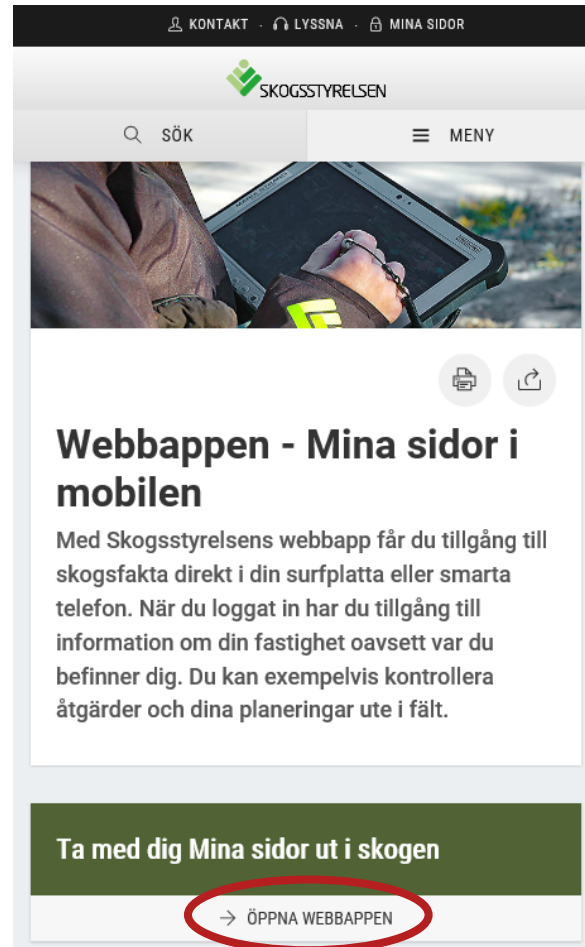 KONTAKT · LYSSNA · MINA SIDOR
SKOGSSTYRELSEN
SÖK MENY
Webbappen - Mina sidor i
mobilen
Med Skogsstyrelsens webbapp får du tillgång till
skogsfakta direkt i din surfplatta eller smarta
telefon. När du loggat in har du tillgång till
information om din fastighet oavsett var du
befinner dig. Du kan exempelvis kontrollera
åtgärder och dina planeringar ute i fält.
Ta med dig Mina sidor ut i skogen
→ ÖPPNA WEBBAPPEN